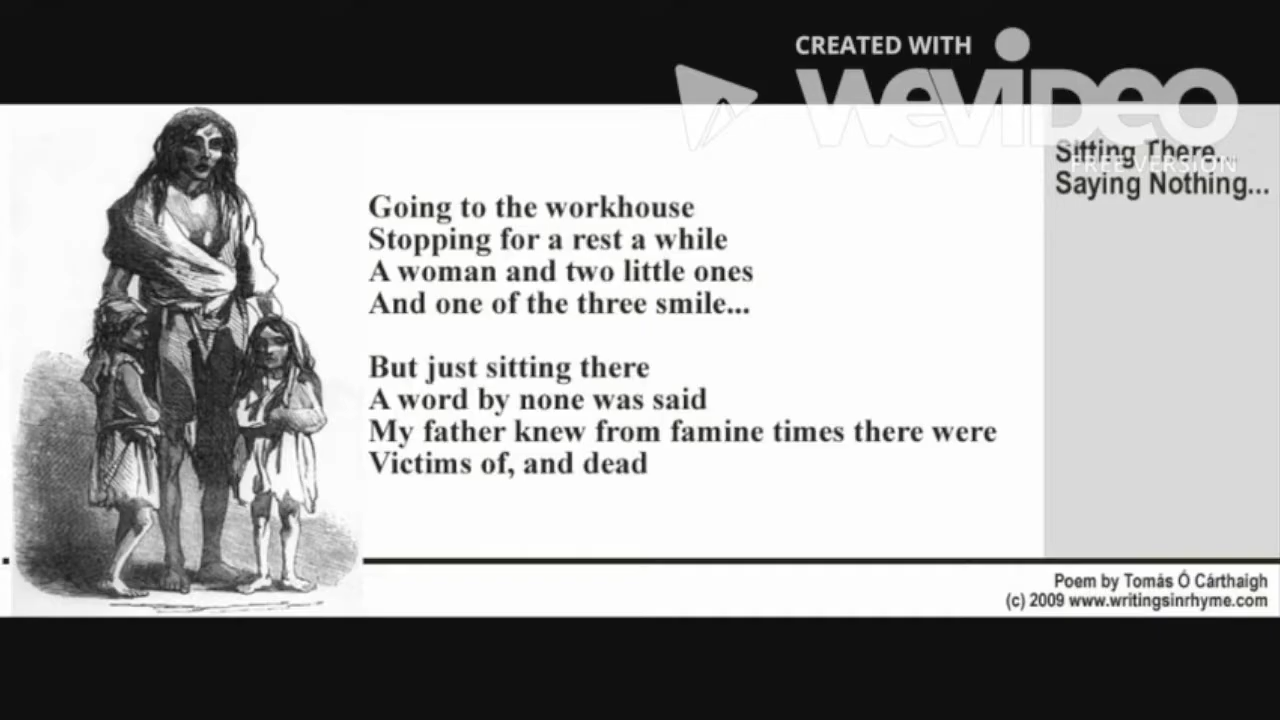 CREATED WITH
WEVIDEO
FREE VERSION
Sitting There,
Saying Nothing...
Going to the workhouse
Stopping for a rest a while
A woman and two little ones
And one of the three smile...
But just sitting there
A word by none was said
My father knew from famine times there were
Victims of, and dead
Poem by Tomás Ó Cárthaigh
(c) 2009 www.writingsinrhyme.com